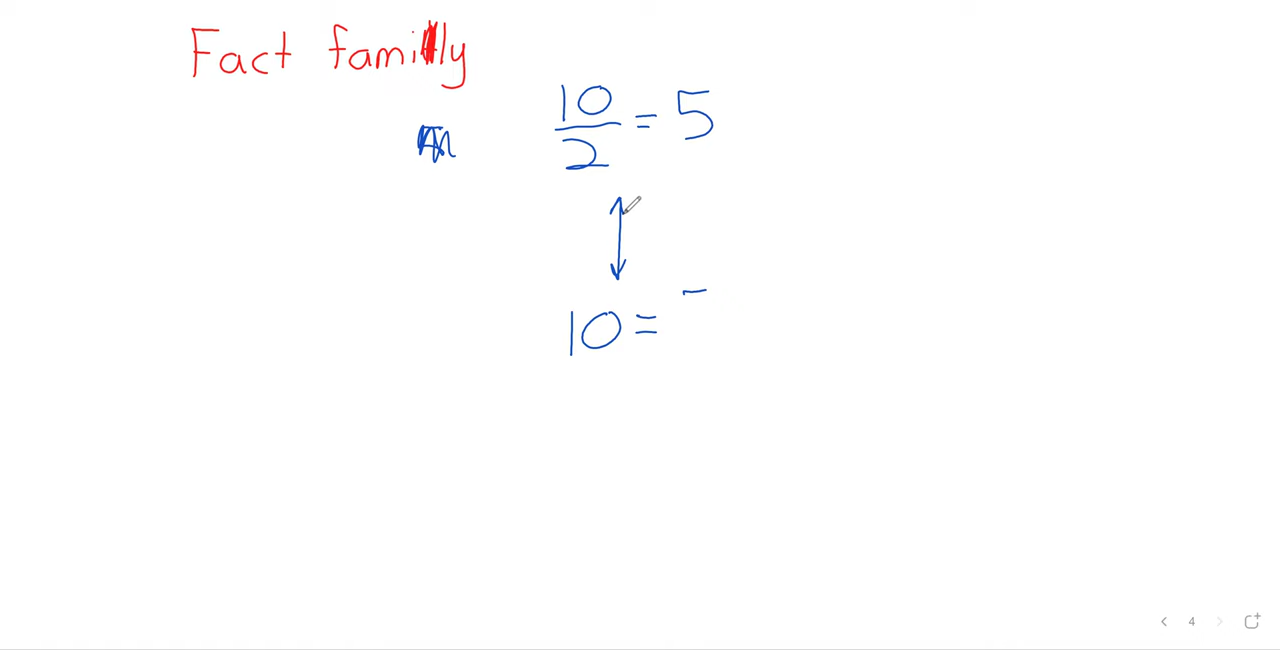 Fact family
10/2 = 5
10 =
4